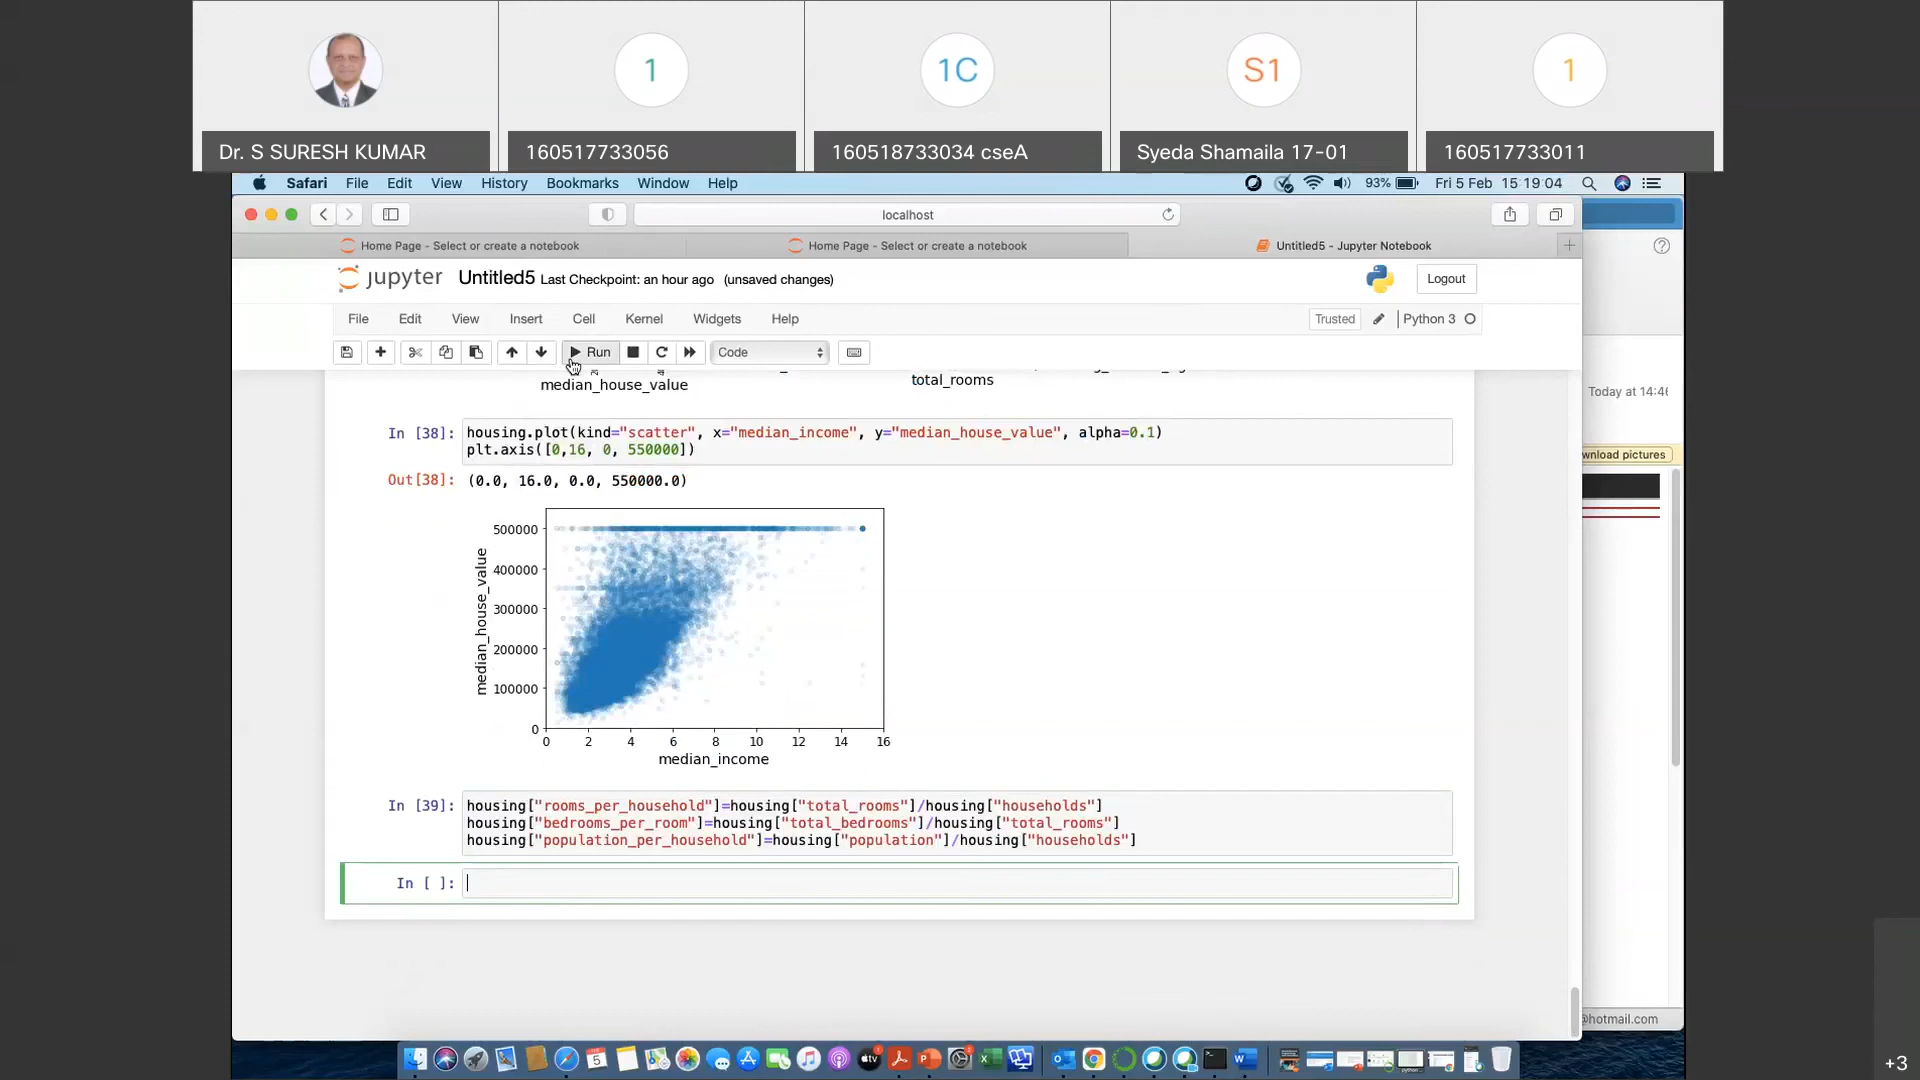 1
1C
S1
1
Dr. S SURESH KUMAR
160517733056
160518733034 cseA
Syeda Shamaila 17-01
160517733011
Safari File Edit View History Bookmarks Window Help
93% Fri 5 Feb 15:19:04
localhost
Home Page - Select or create a notebook
Home Page - Select or create a notebook
Untitled5 - Jupyter Notebook
jupyter Untitled5 Last Checkpoint: an hour ago (unsaved changes)
Logout
File Edit View Insert Cell Kernel Widgets Help
Trusted
Python 3
Run
Code
Today at 14:46
median_house_value
total_rooms
In [38]: housing.plot(kind="scatter", x="median_income", y="median_house_value", alpha=0.1)
plt.axis([0,16, 0, 550000])
Out[38]: (0.0, 16.0, 0.0, 550000.0)
wnload pictures
500000
400000
300000
200000
100000
0
median_house_value
0 2 4 6 8 10 12 14 16
median_income
In [39]: housing["rooms_per_household"]=housing["total_rooms"]/housing["households"]
housing["bedrooms_per_room"]=housing["total_bedrooms"]/housing["total_rooms"]
housing["population_per_household"]=housing["population"]/housing["households"]
In [ ]:
@hotmail.com
5
tv
+3